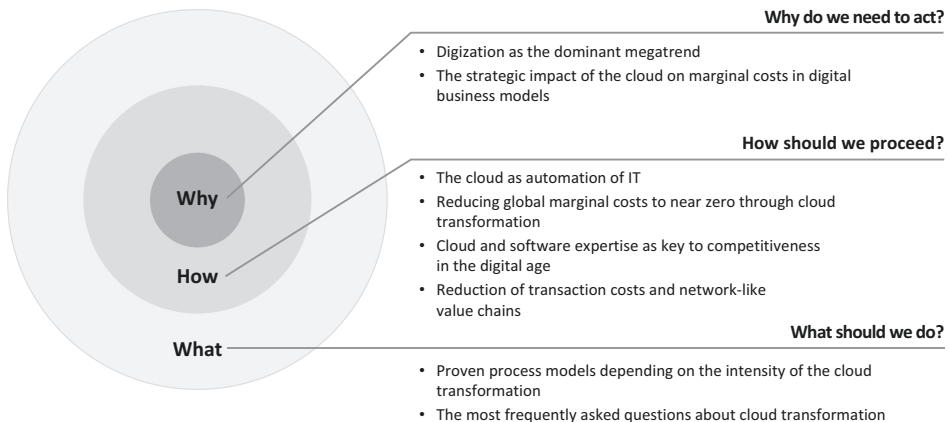 Why do we need to act?
• Digization as the dominant megatrend
• The strategic impact of the cloud on marginal costs in digital
business models
How should we proceed?
• The cloud as automation of IT
• Reducing global marginal costs to near zero through cloud
transformation
• Cloud and software expertise as key to competitiveness
in the digital age
• Reduction of transaction costs and network-like
value chains
What should we do?
• Proven process models depending on the intensity of the cloud
transformation
• The most frequently asked questions about cloud transformation
Why
How
What